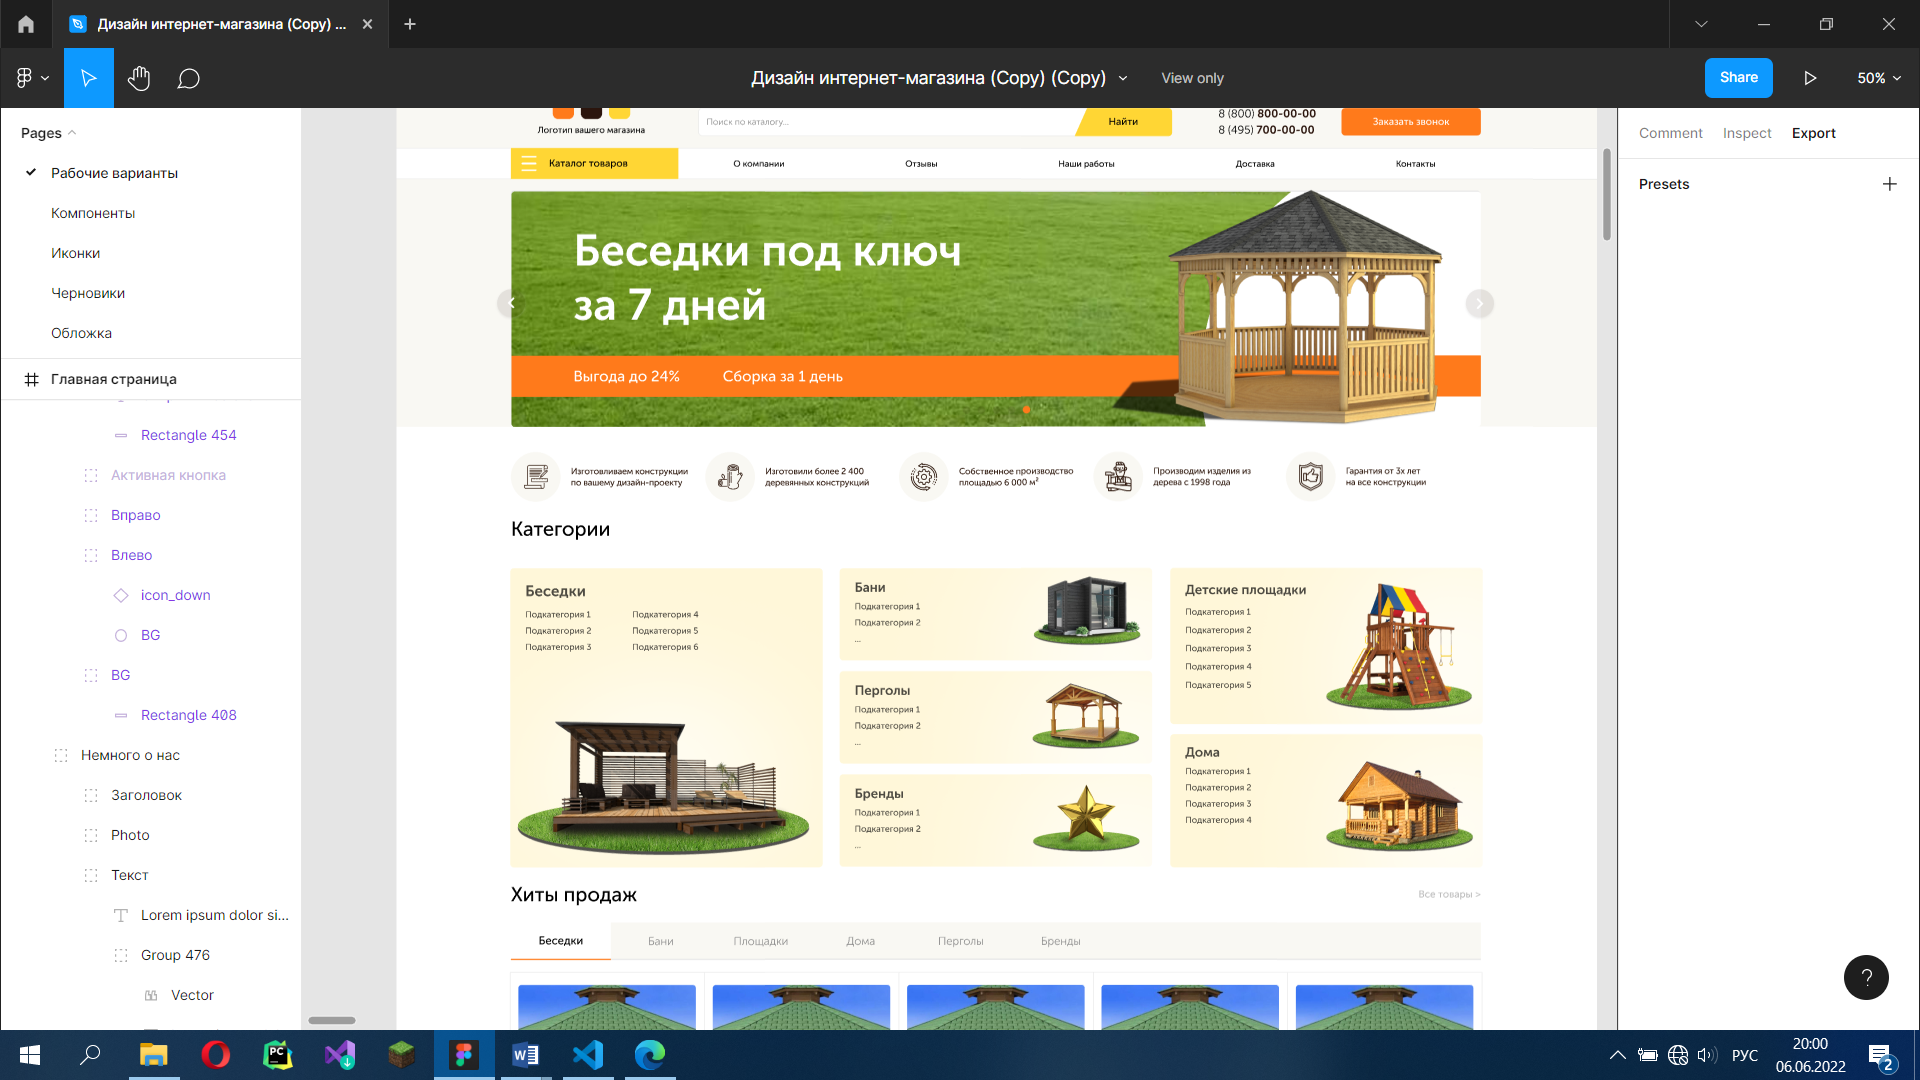 Дизайн интернет-магазина (Copy) ...
Дизайн интернет-магазина (Copy) (Copy)
View only
Share
50%
Pages
Рабочие варианты
Компоненты
Иконки
Черновики
Обложка
Главная страница
Rectangle 454
Активная кнопка
Вправо
Влево
icon_down
BG
BG
Rectangle 408
Немного о нас
Заголовок
Photo
Текст
Lorem ipsum dolor si...
Group 476
Vector
Логотип вашего магазина
Поиск по каталогу...
Найти
8 (800) 800-00-00
8 (495) 700-00-00
Заказать звонок
Каталог товаров
О компании
Отзывы
Наши работы
Доставка
Контакты
Беседки под ключ
за 7 дней
Выгода до 24%
Сборка за 1 день
Изготовливаем конструкции
по вашему дизайн-проекту
Изготовили более 2 400
деревянных конструкций
Собственное производство
площадью 6 000 м²
Производим изделия из
дерева с 1998 года
Гарантия от 3х лет
на все конструкции
Категории
Беседки
Подкатегория 1
Подкатегория 2
Подкатегория 3
Подкатегория 4
Подкатегория 5
Подкатегория 6
Бани
Подкатегория 1
Подкатегория 2
...
Перголы
Подкатегория 1
Подкатегория 2
...
Бренды
Подкатегория 1
Подкатегория 2
...
Детские площадки
Подкатегория 1
Подкатегория 2
Подкатегория 3
Подкатегория 4
Подкатегория 5
Дома
Подкатегория 1
Подкатегория 2
Подкатегория 3
Подкатегория 4
Хиты продаж
Все товары >
Беседки
Бани
Площадки
Дома
Перголы
Бренды
Comment
Inspect
Export
Presets
?
РУС
20:00
06.06.2022
2